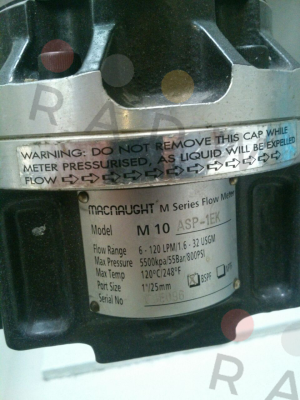 WARNING: DO NOT REMOVE THIS CAP WHILE
METER PRESSURISED, AS LIQUID WILL BE EXPELLED
FLOW
MACNAUGHT M Series Flow Meter
Model M 10 ASP-1EK
Flow Range 6 - 120 LPM/1.6 - 32 USGM
Max Pressure 5500kpa/55Bar/800PSI
Max Temp 120°C/248°F
Port Size 1"/25mm
BSPF
Serial No